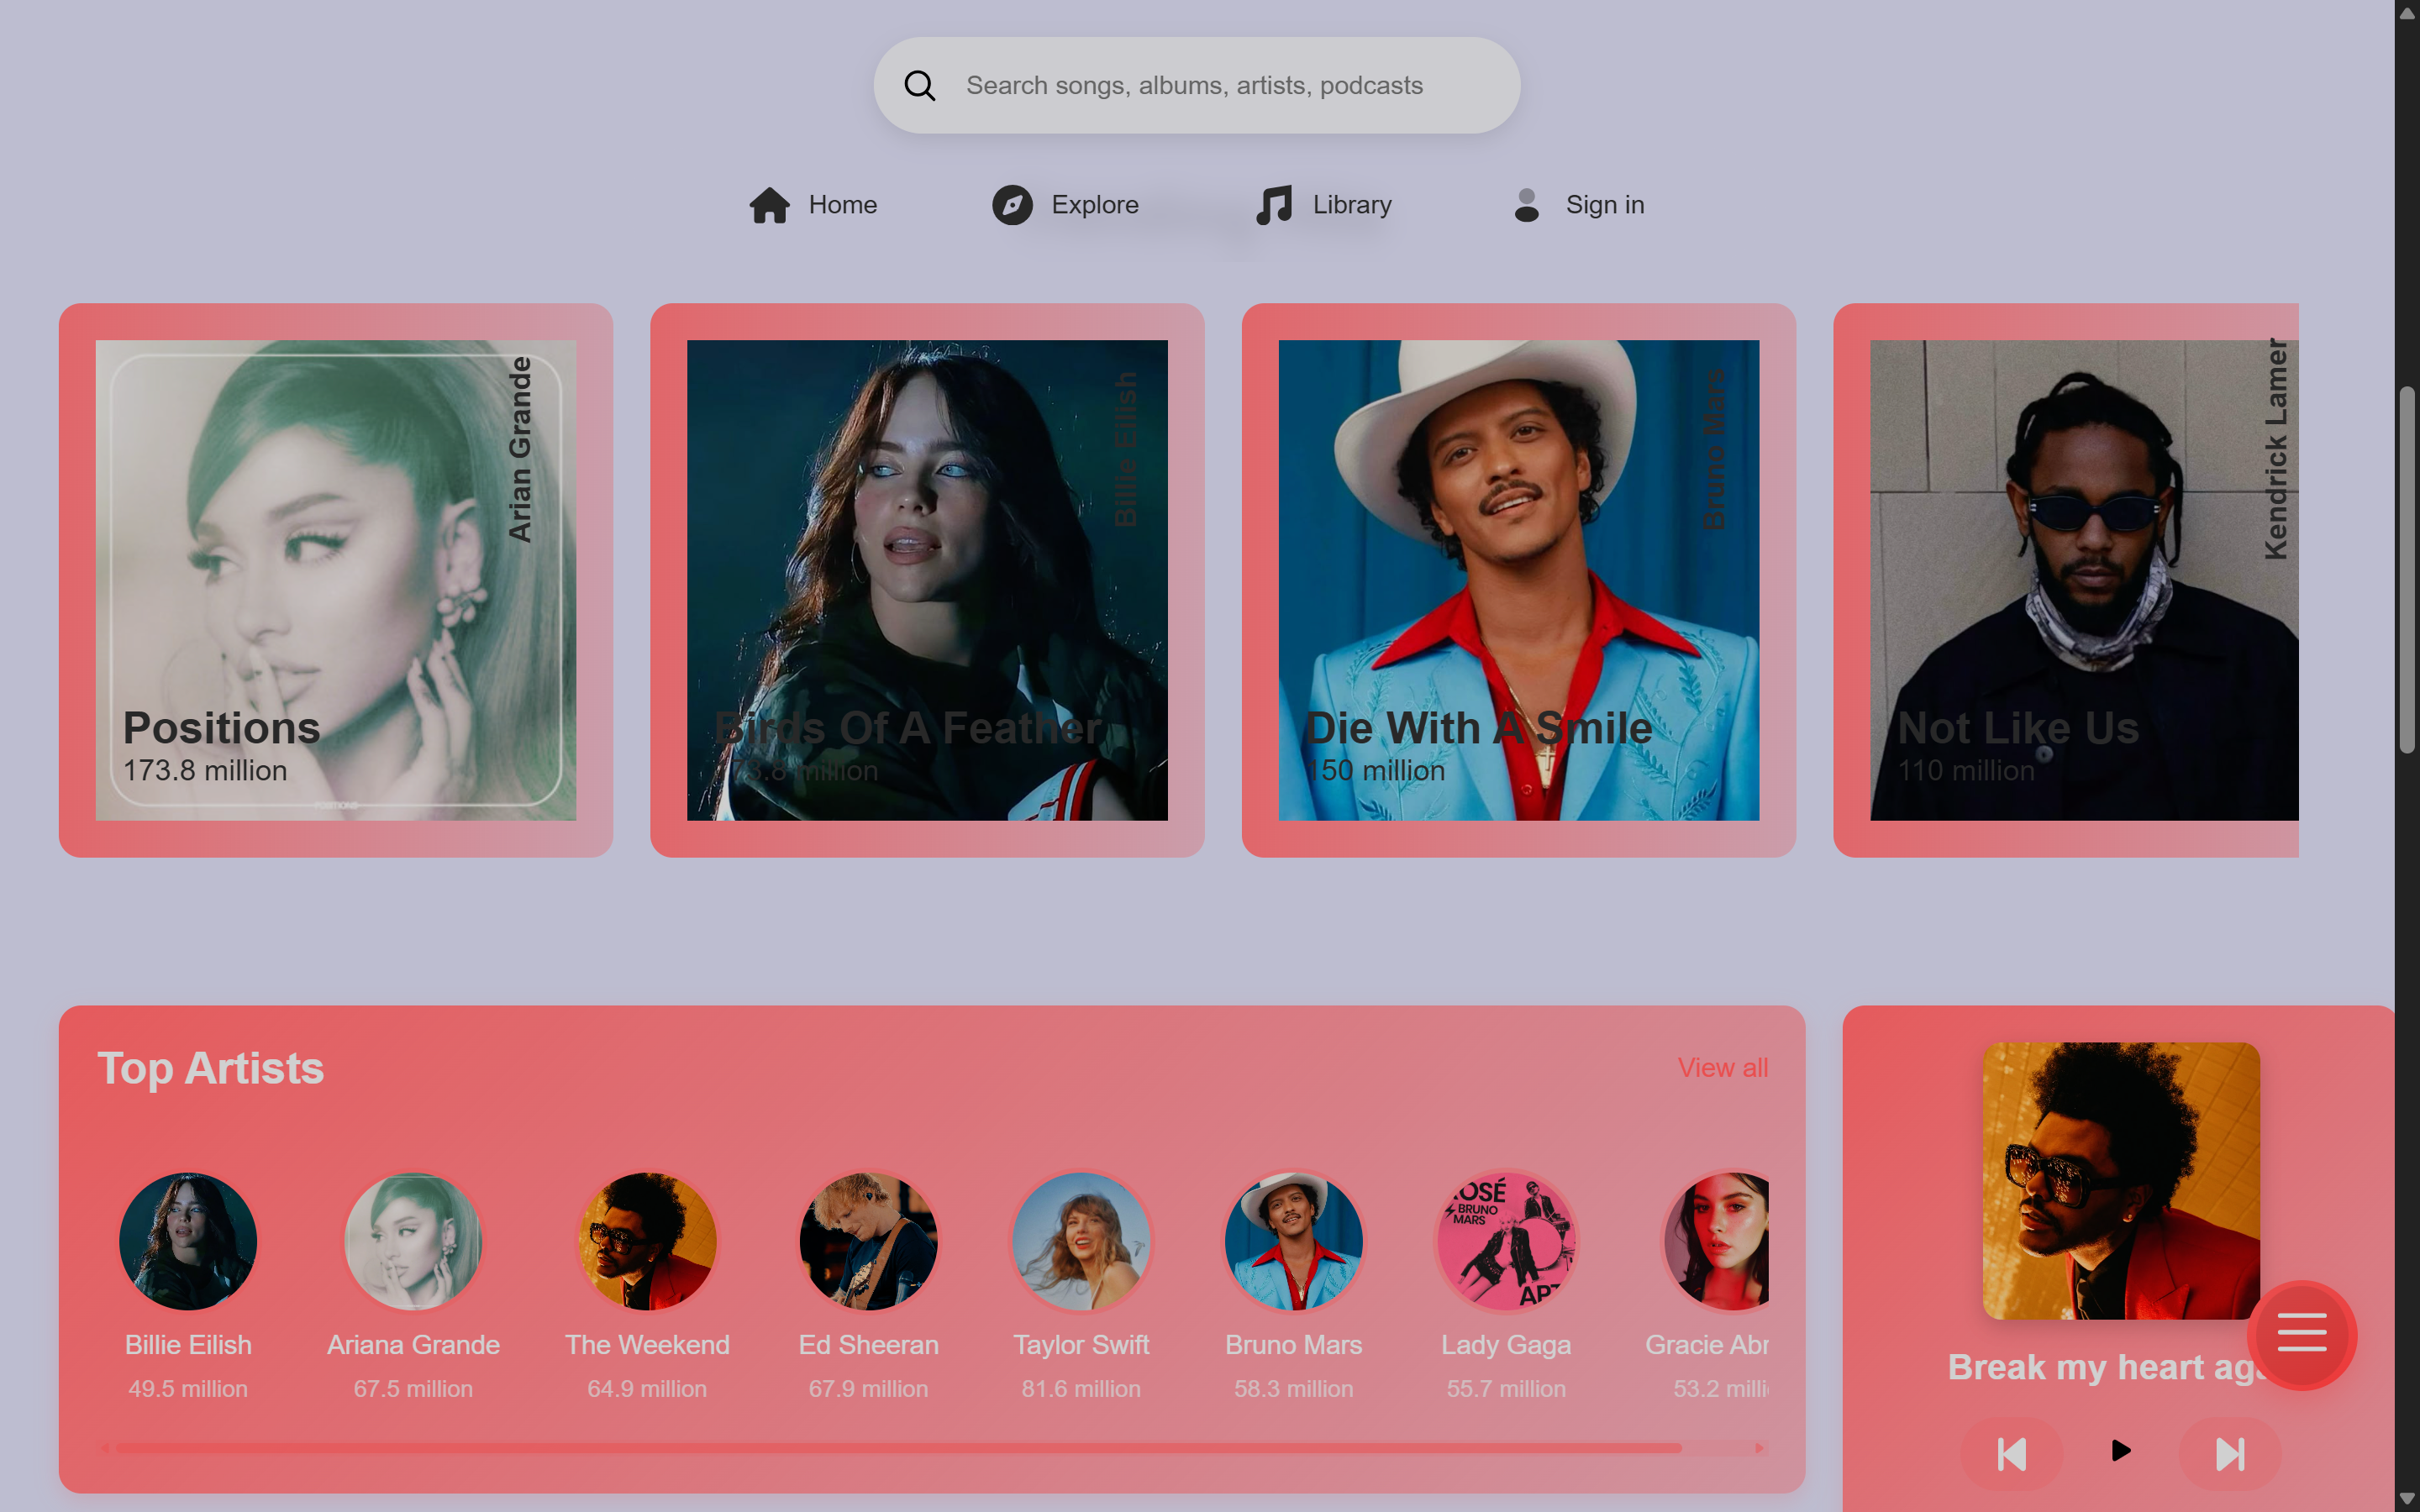 Search songs, albums, artists, podcasts
Home
Explore
Library
Sign in
Arian Grande
Positions
173.8 million
POSITIONS
Billie Eilish
Birds Of A Feather
73.8 million
Bruno Mars
Die With A Smile
150 million
Kendrick Lamer
Not Like Us
110 million
Top Artists
View all
Billie Eilish
49.5 million
Ariana Grande
67.5 million
The Weekend
64.9 million
Ed Sheeran
67.9 million
Taylor Swift
81.6 million
Bruno Mars
58.3 million
ROSÉ
BRUNO
MARS
APT
Lady Gaga
55.7 million
Gracie Abr
53.2 milli
Break my heart aga